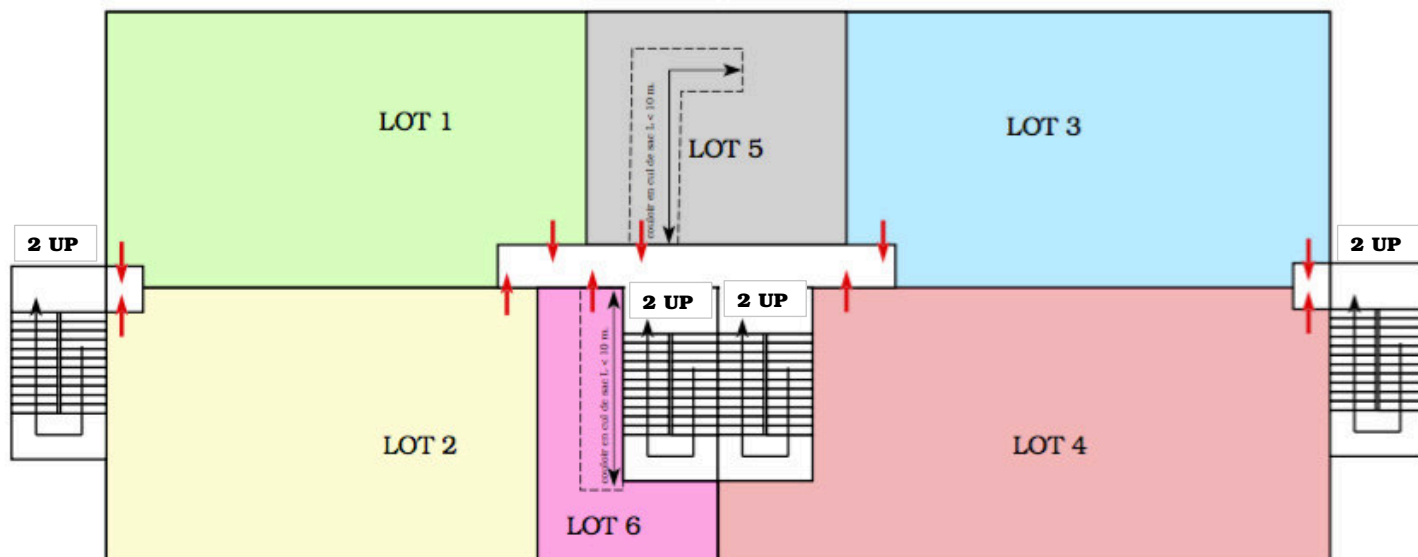 LOT 1
couloir en cul de sac L < 10 m.
LOT 5
LOT 3
2 UP
2 UP
2 UP
2 UP
couloir en cul de sac L < 10 m.
LOT 2
LOT 4
LOT 6